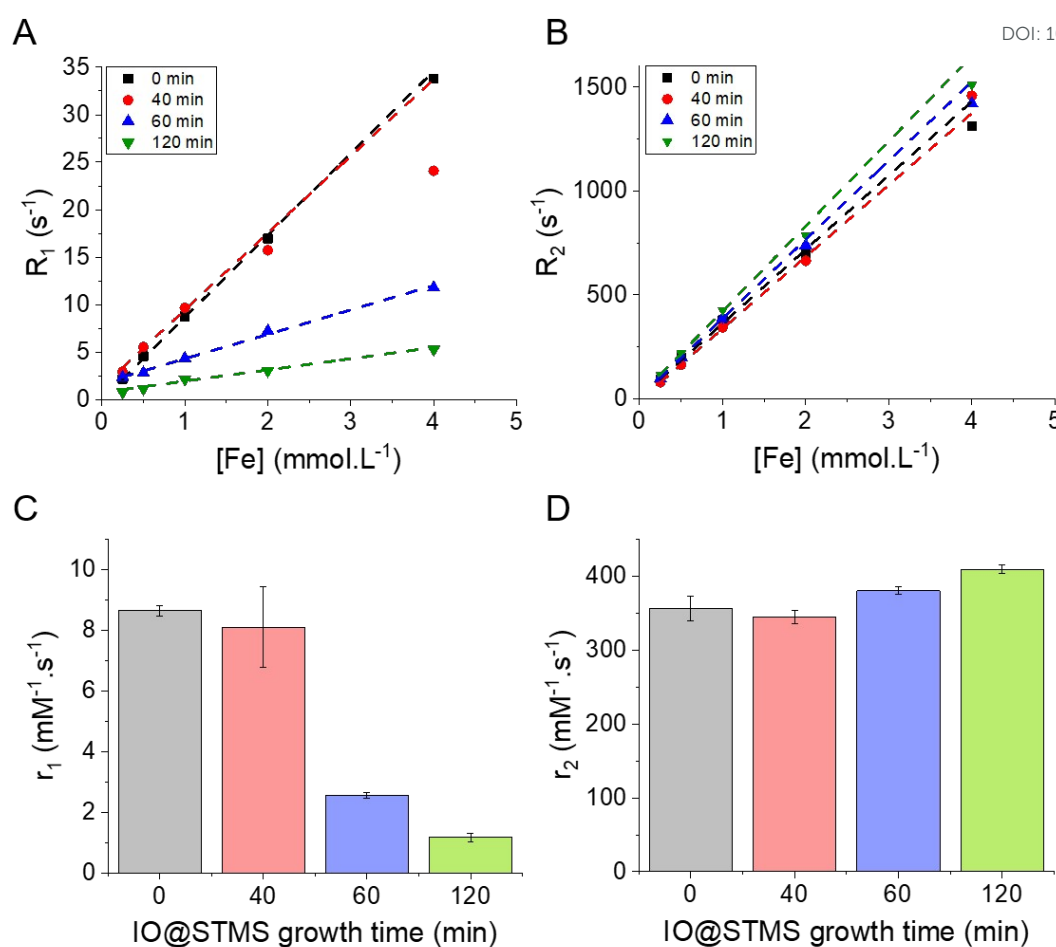 A
B
DOI: 10
35
30
25
20
15
10
5
0
R₁ (s⁻¹)
0 min
40 min
60 min
120 min
0 1 2 3 4 5
[Fe] (mmol.L⁻¹)
1500
1000
500
0
R₂ (s⁻¹)
0 min
40 min
60 min
120 min
0 1 2 3 4 5
[Fe] (mmol.L⁻¹)
C
10
8
6
4
2
0
r₁ (mM⁻¹.s⁻¹)
0 40 60 120
IO@STMS growth time (min)
D
400
300
200
100
0
r₂ (mM⁻¹.s⁻¹)
0 40 60 120
IO@STMS growth time (min)